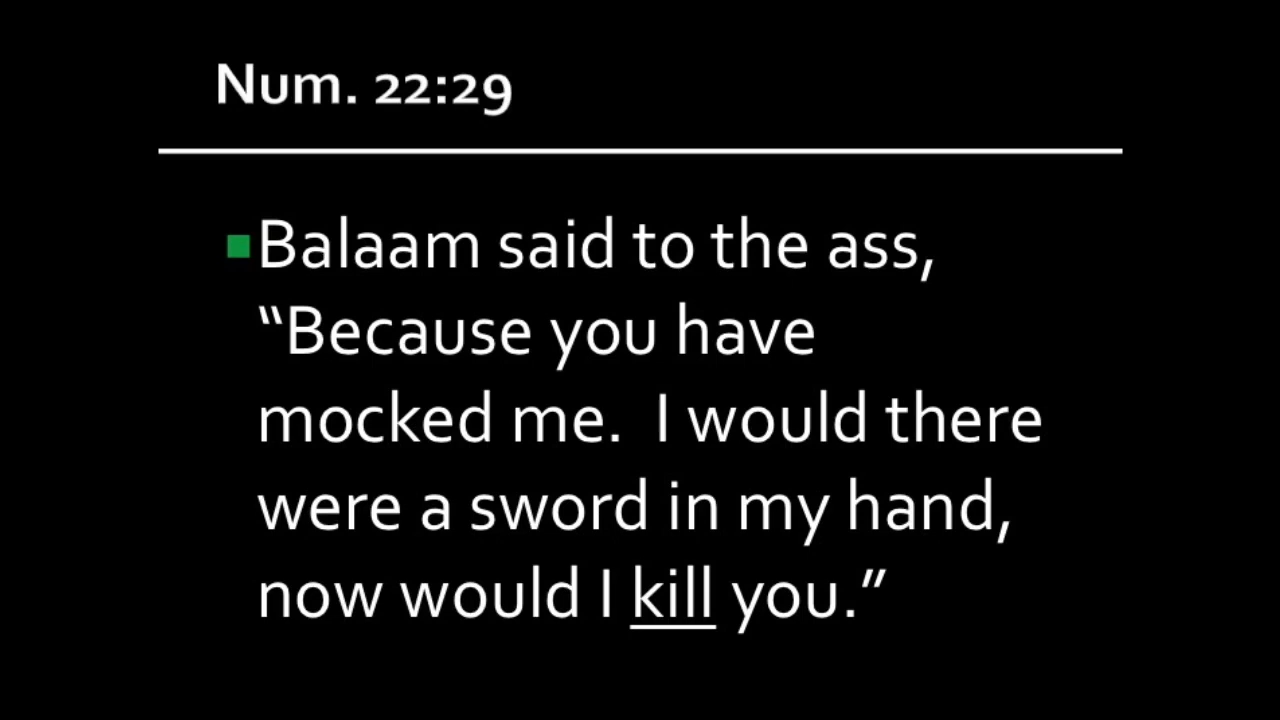 Num. 22:29
Balaam said to the ass,
“Because you have
mocked me.  I would there
were a sword in my hand,
now would I kill you.”